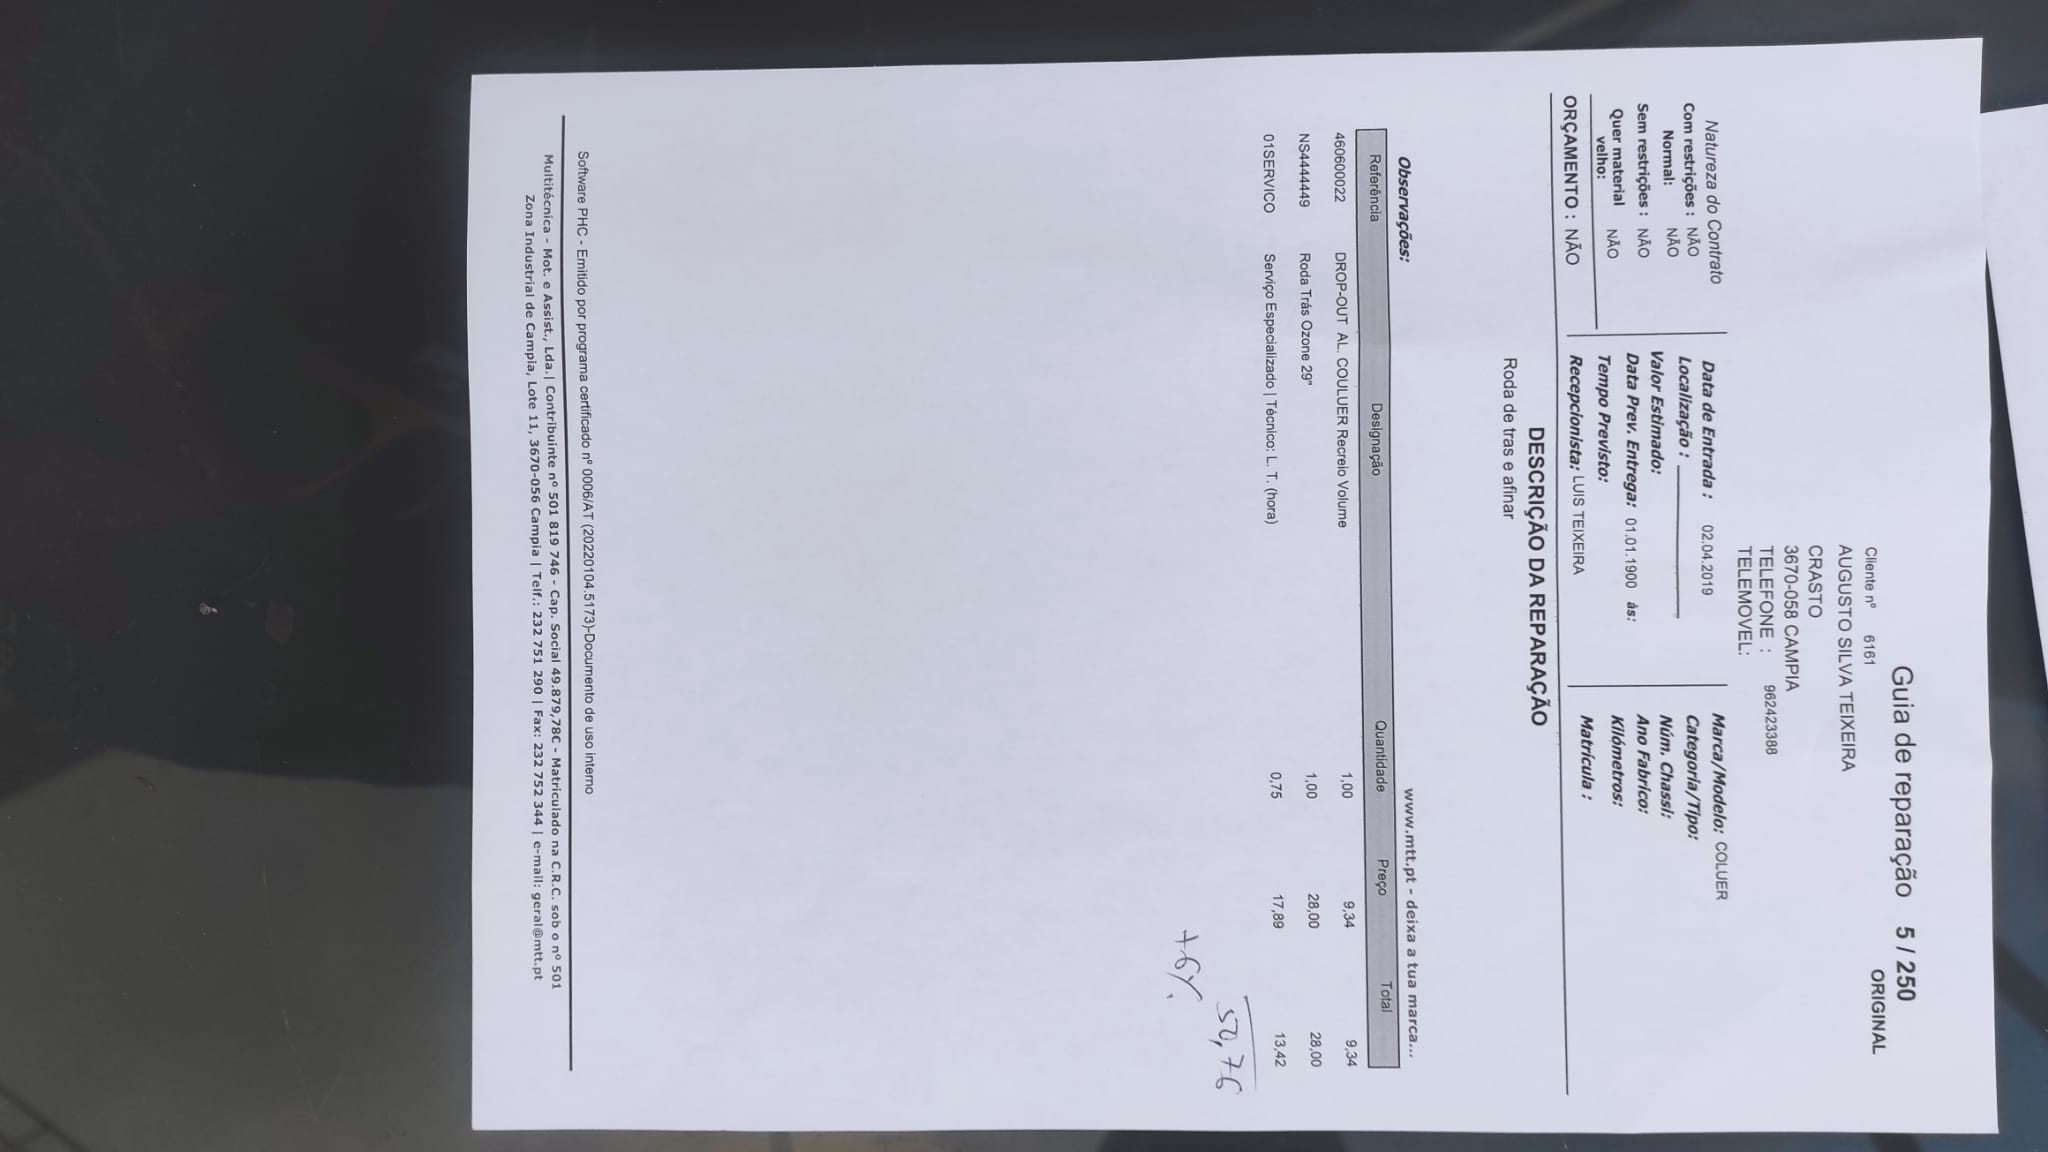 Guia de reparação 5 / 250
ORIGINAL
Cliente nº 6161
AUGUSTO SILVA TEIXEIRA
CRASTO
3670-058 CAMPIA
TELEFONE : 962423388
TELEMOVEL:
Natureza do Contrato
Com restrições : NÃO
Normal: NÃO
Sem restrições : NÃO
Quer material velho: NÃO
ORÇAMENTO : NÃO
Data de Entrada : 02.04.2019
Localização :
Valor Estimado:
Data Prev. Entrega: 01.01.1900 às:
Tempo Previsto:
Recepcionista: LUIS TEIXEIRA
Marca/Modelo: COLUER
Categoria/Tipo:
Núm. Chassi:
Ano Fabrico:
Kilómetros:
Matrícula :
DESCRIÇÃO DA REPARAÇÃO
Roda de tras e afinar
Observações:
www.mtt.pt - deixa a tua marca...
Referência Designação Quantidade Preço Total
460600022 DROP-OUT AL. COULUER Recreio Volume 1,00 9,34 9,34
NS444449 Roda Trás Ozone 29" 1,00 28,00 28,00
01SERVICO Serviço Especializado | Técnico: L. T. (hora) 0,75 17,89 13,42
50,76
Software PHC - Emitido por programa certificado nº 0006/AT (20220104.5173)-Documento de uso interno
Multitécnica - Mot. e Assist., Lda.| Contribuinte nº 501 819 746 - Cap. Social 49.879,78C - Matriculado na C.R.C. sob o nº 501
Zona Industrial de Campia, Lote 11, 3670-056 Campia | Telf.: 232 751 290 | Fax: 232 752 344 | e-mail: geral@mtt.pt